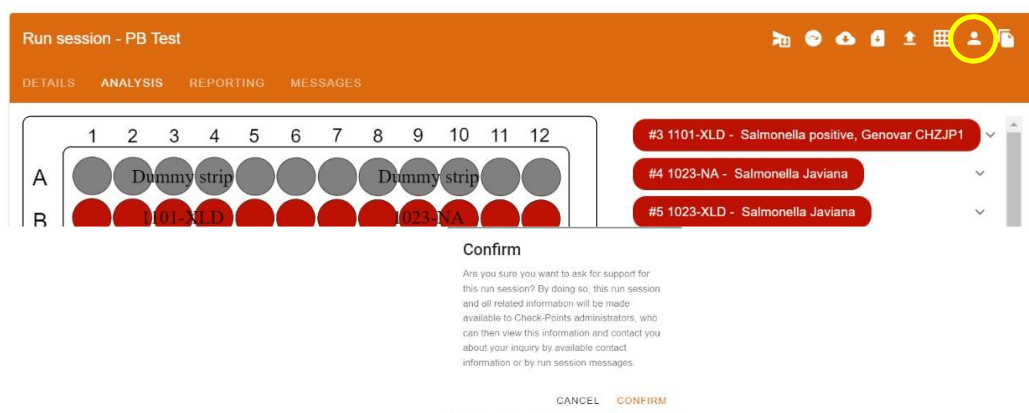 Run session - PB Test
DETAILS ANALYSIS REPORTING MESSAGES
1 2 3 4 5 6 7 8 9 10 11 12
A Dummy strip Dummy strip
B 1101-XLD 1023-NA
#3 1101-XLD - Salmonella positive, Genovar CHZJP1
#4 1023-NA - Salmonella Javiana
#5 1023-XLD - Salmonella Javiana
Confirm
Are you sure you want to ask for support for
this run session? By doing so, this run session
and all related information will be made
available to Check-Points administrators, who
can then view this information and contact you
about your inquiry by available contact
information or by run session messages.
CANCEL CONFIRM